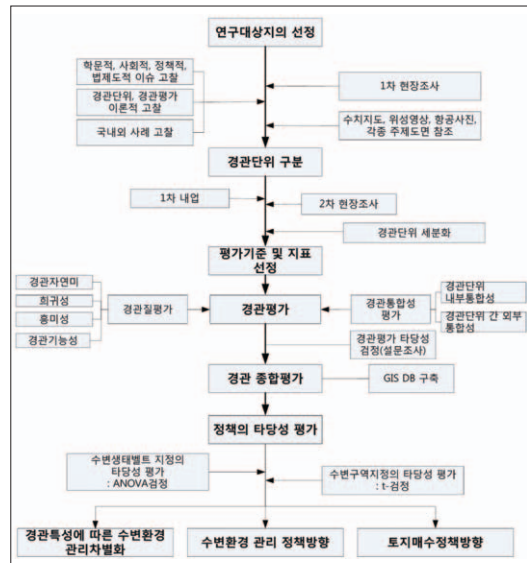 연구대상지의 선정
학문적, 사회적, 정책적,
법제도적 이슈 고찰
1차 현장조사
경관단위, 경관평가
이론적 고찰
국내외 사례 고찰
수치지도, 위성영상, 항공사진,
각종 주제도면 참조
경관단위 구분
1차 내업
2차 현장조사
경관단위 세분화
평가기준 및 지표
선정
경관자연미
희귀성
흥미성
경관기능성
경관질평가
경관평가
경관통합성
평가
경관단위
내부통합성
경관단위 간 외부
통합성
경관평가 타당성
검정(설문조사)
경관 종합평가
GIS DB 구축
정책의 타당성 평가
수변생태벨트 지정의
타당성 평가
: ANOVA검정
수변구역지정의 타당성 평가
: t-검정
경관특성에 따른 수변환경
관리차별화
수변환경 관리 정책방향
토지매수정책방향